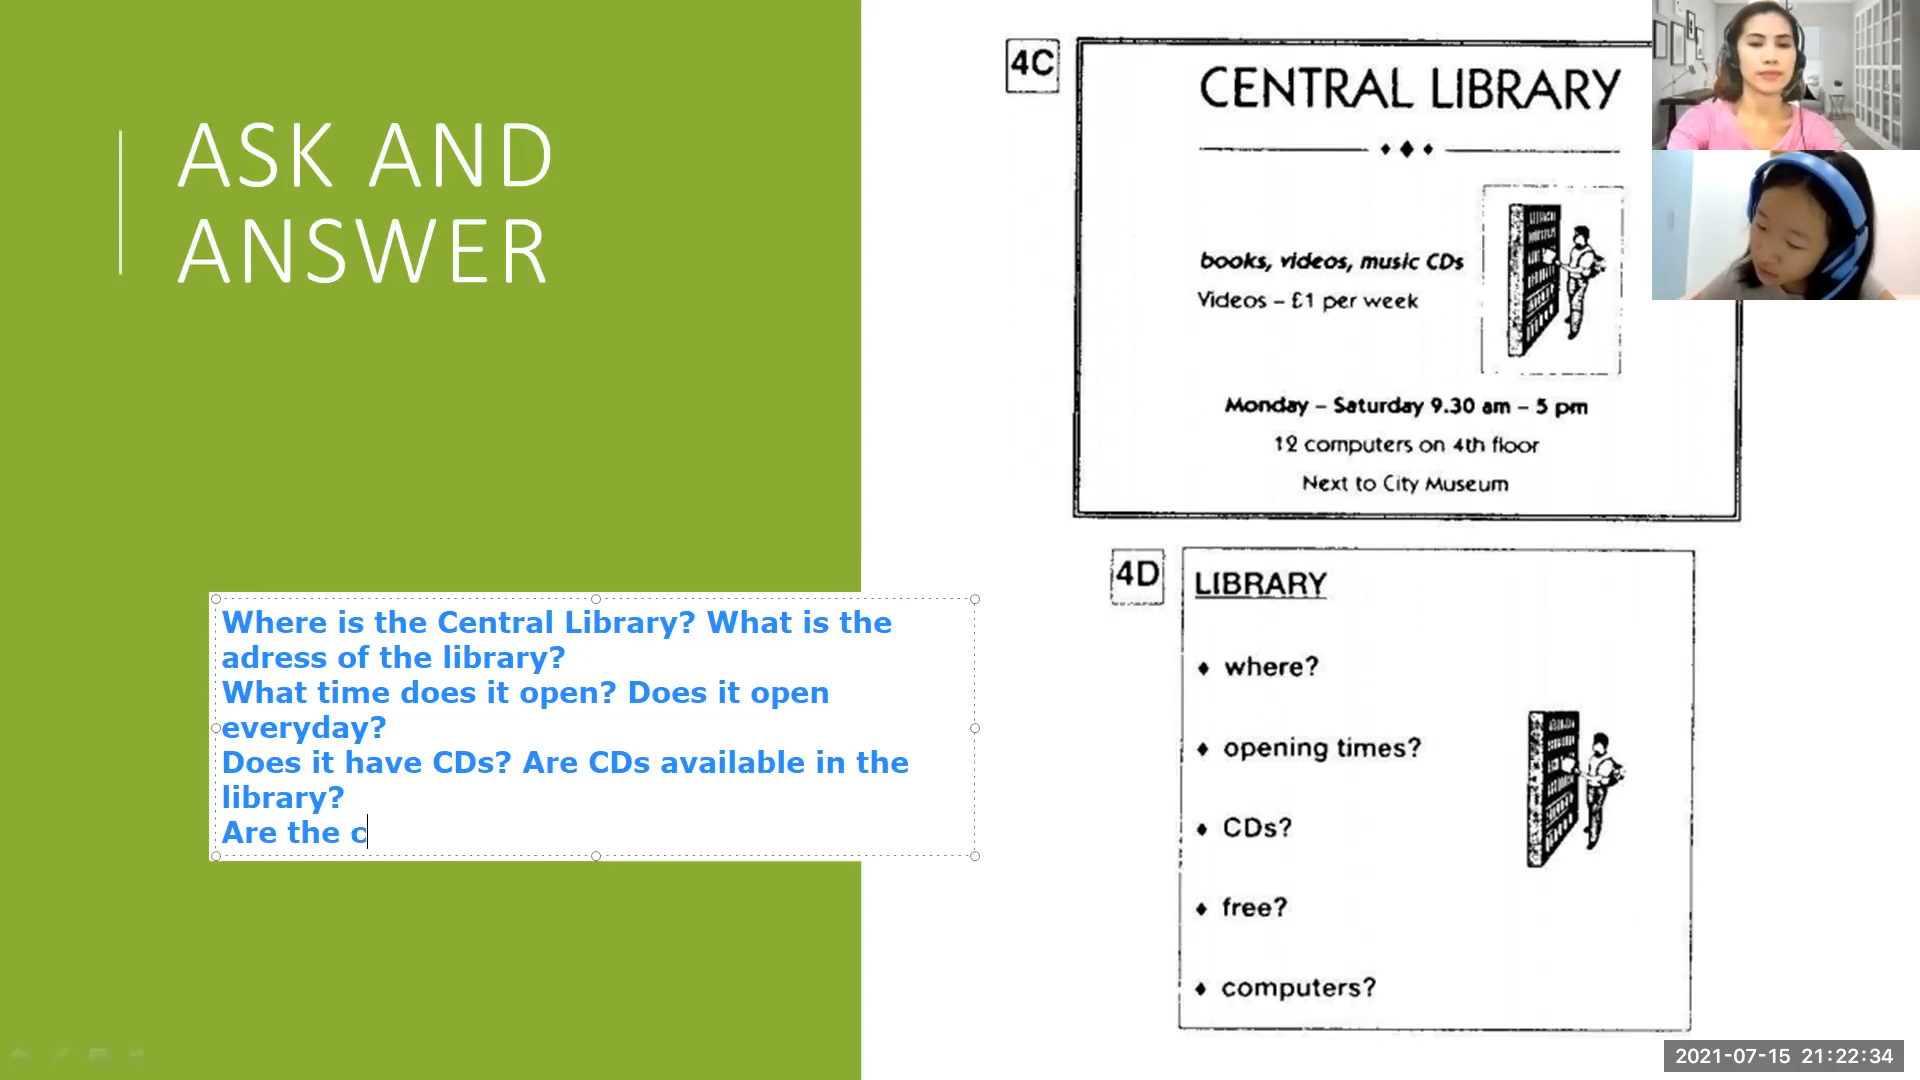 ASK AND
ANSWER
Where is the Central Library? What is the
adress of the library?
What time does it open? Does it open
everyday?
Does it have CDs? Are CDs available in the
library?
Are the c
4C
CENTRAL LIBRARY
books, videos, music CDs
Videos – £1 per week
Monday – Saturday 9.30 am – 5 pm
12 computers on 4th floor
Next to City Museum
4D
LIBRARY
♦ where?
♦ opening times?
♦ CDs?
♦ free?
♦ computers?
2021-07-15 21:22:34